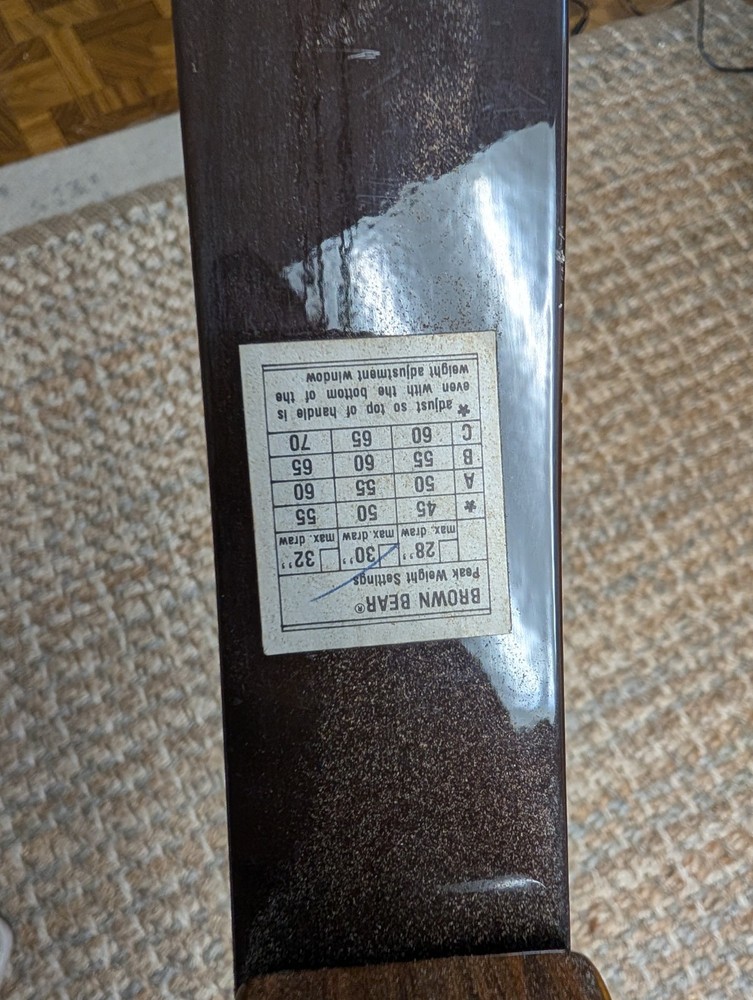 BROWN BEAR®
Peak Weight Settings
28" max. draw 30" max draw 32" max. draw
* 45 50 55
A 50 55 60
B 55 60 65
C 60 65 70
* adjust so top of handle is
even with the bottom of the
weight adjustment window